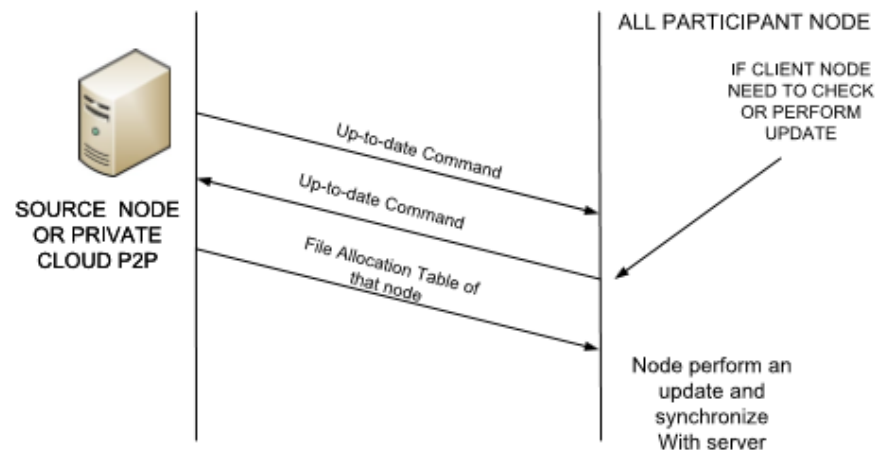 ALL PARTICIPANT NODE
IF CLIENT NODE
NEED TO CHECK
OR PERFORM
UPDATE
Up-to-date Command
Up-to-date Command
SOURCE NODE
OR PRIVATE
CLOUD P2P
File Allocation Table of
that node
Node perform an
update and
synchronize
With server